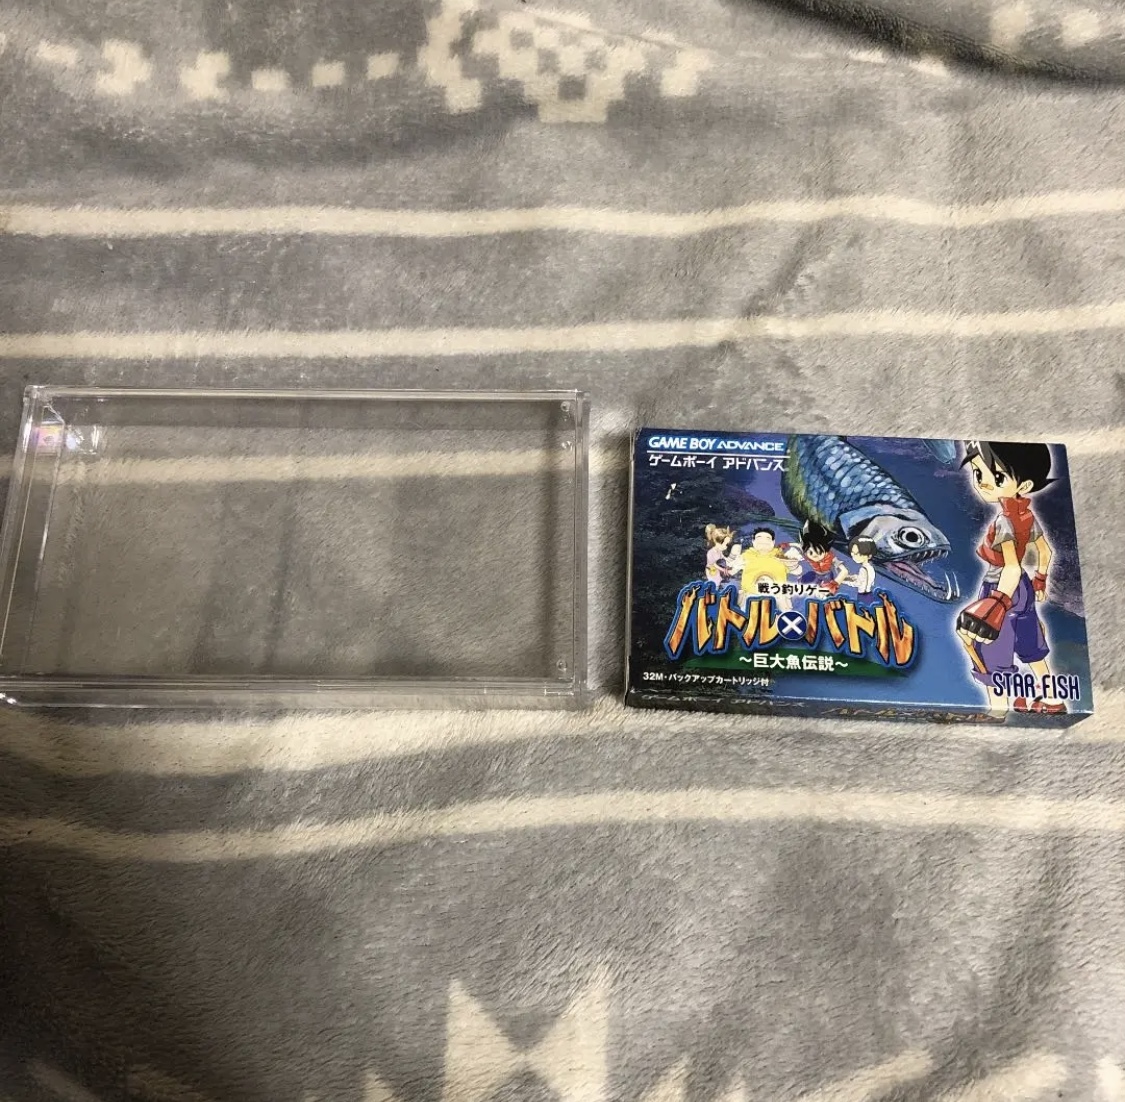 GAME BOY ADVANCE
ゲームボーイ アドバンス
戦う釣りゲー
バトル×バトル
～巨大魚伝説～
32M・バックアップカートリッジ付
STAR FISH